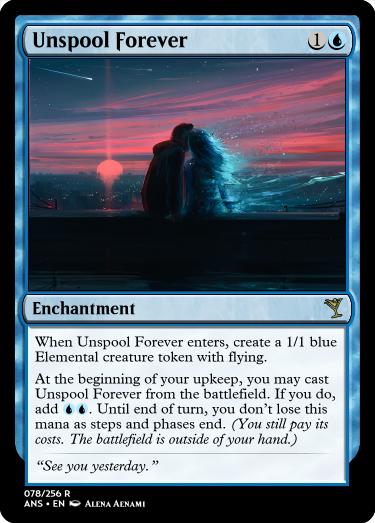 Unspool Forever 1
Enchantment
When Unspool Forever enters, create a 1/1 blue
Elemental creature token with flying.
At the beginning of your upkeep, you may cast
Unspool Forever from the battlefield. If you do,
add . Until end of turn, you don't lose this
mana as steps and phases end. (You still pay its
costs. The battlefield is outside of your hand.)
"See you yesterday."
078/256 R
ANS • EN Alena Aenami